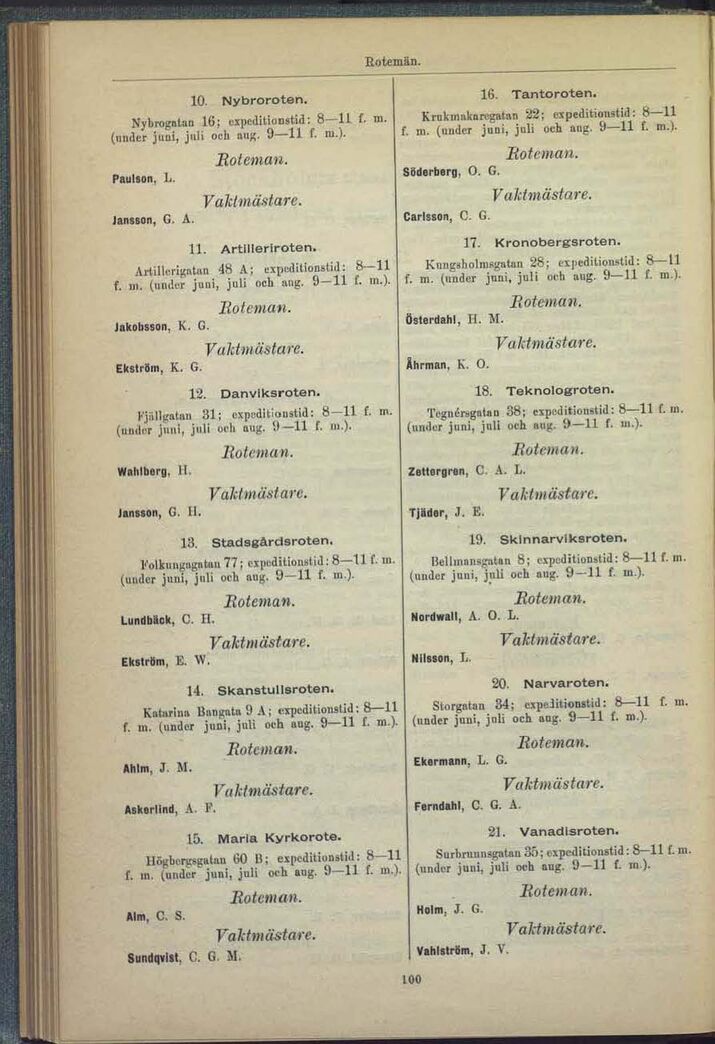 Rotemän.
10. Nybroroten.
Nybrogatan 16; expeditionstid: 8—11 f. m.
(under juni, juli och aug. 9—11 f. m.).
Roteman.
Paulson, L.
Vaktmästare.
Jansson, G. A.
11. Artilleriroten.
Artillerigatan 48 A; expeditionstid: 8—11
f. m. (under juni, juli och aug. 9—11 f. m.).
Roteman.
Jakobsson, K. G.
Vaktmästare.
Ekström, K. G.
12. Danviksroten.
Fjällgatan 31; expeditionstid: 8—11 f. m.
(under juni, juli och aug. 9—11 f. m.).
Roteman.
Wahlberg, H.
Vaktmästare.
Jansson, G. H.
13. Stadsgårdsroten.
Folkungagatan 77; expeditionstid: 8—11 f. m.
(under juni, juli och aug. 9—11 f. m.).
Roteman.
Lundbäck, C. H.
Vaktmästare.
Ekström, E. W.
14. Skanstullsroten.
Katarina Bangata 9 A; expeditionstid: 8—11
f. m. (under juni, juli och aug. 9—11 f. m.).
Roteman.
Ahlm, J. M.
Vaktmästare.
Askerlind, A. F.
15. Maria Kyrkorote.
Högbergsgatan 60 B; expeditionstid: 8—11
f. m. (under juni, juli och aug. 9—11 f. m.).
Roteman.
Alm, C. S.
Vaktmästare.
Sundqvist, C. G. M.
16. Tantoroten.
Krukmakaregatan 22; expeditionstid: 8—11
f. m. (under juni, juli och aug. 9—11 f. m.).
Roteman.
Söderberg, O. G.
Vaktmästare.
Carlsson, C. G.
17. Kronobergsroten.
Kungsholmsgatan 28; expeditionstid: 8—11
f. m. (under juni, juli och aug. 9—11 f. m.).
Roteman.
Österdahl, H. M.
Vaktmästare.
Åhrman, K. O.
18. Teknologroten.
Tegnérsgatan 38; expeditionstid: 8—11 f. m.
(under juni, juli och aug. 9—11 f. m.).
Roteman.
Zettergren, C. A. L.
Vaktmästare.
Tjäder, J. E.
19. Skinnarviksroten.
Bellmansgatan 8; expeditionstid: 8—11 f. m.
(under juni, juli och aug. 9—11 f. m.).
Roteman.
Nordwall, A. O. L.
Vaktmästare.
Nilsson, L.
20. Narvaroten.
Storgatan 34; expeditionstid: 8—11 f. m.
(under juni, juli och aug. 9—11 f. m.).
Roteman.
Ekermann, L. G.
Vaktmästare.
Ferndahl, C. G. A.
21. Vanadisroten.
Surbrunnsgatan 35; expeditionstid: 8—11 f. m.
(under juni, juli och aug. 9—11 f. m.).
Roteman.
Holm, J. G.
Vaktmästare.
Vahlström, J. V.
100